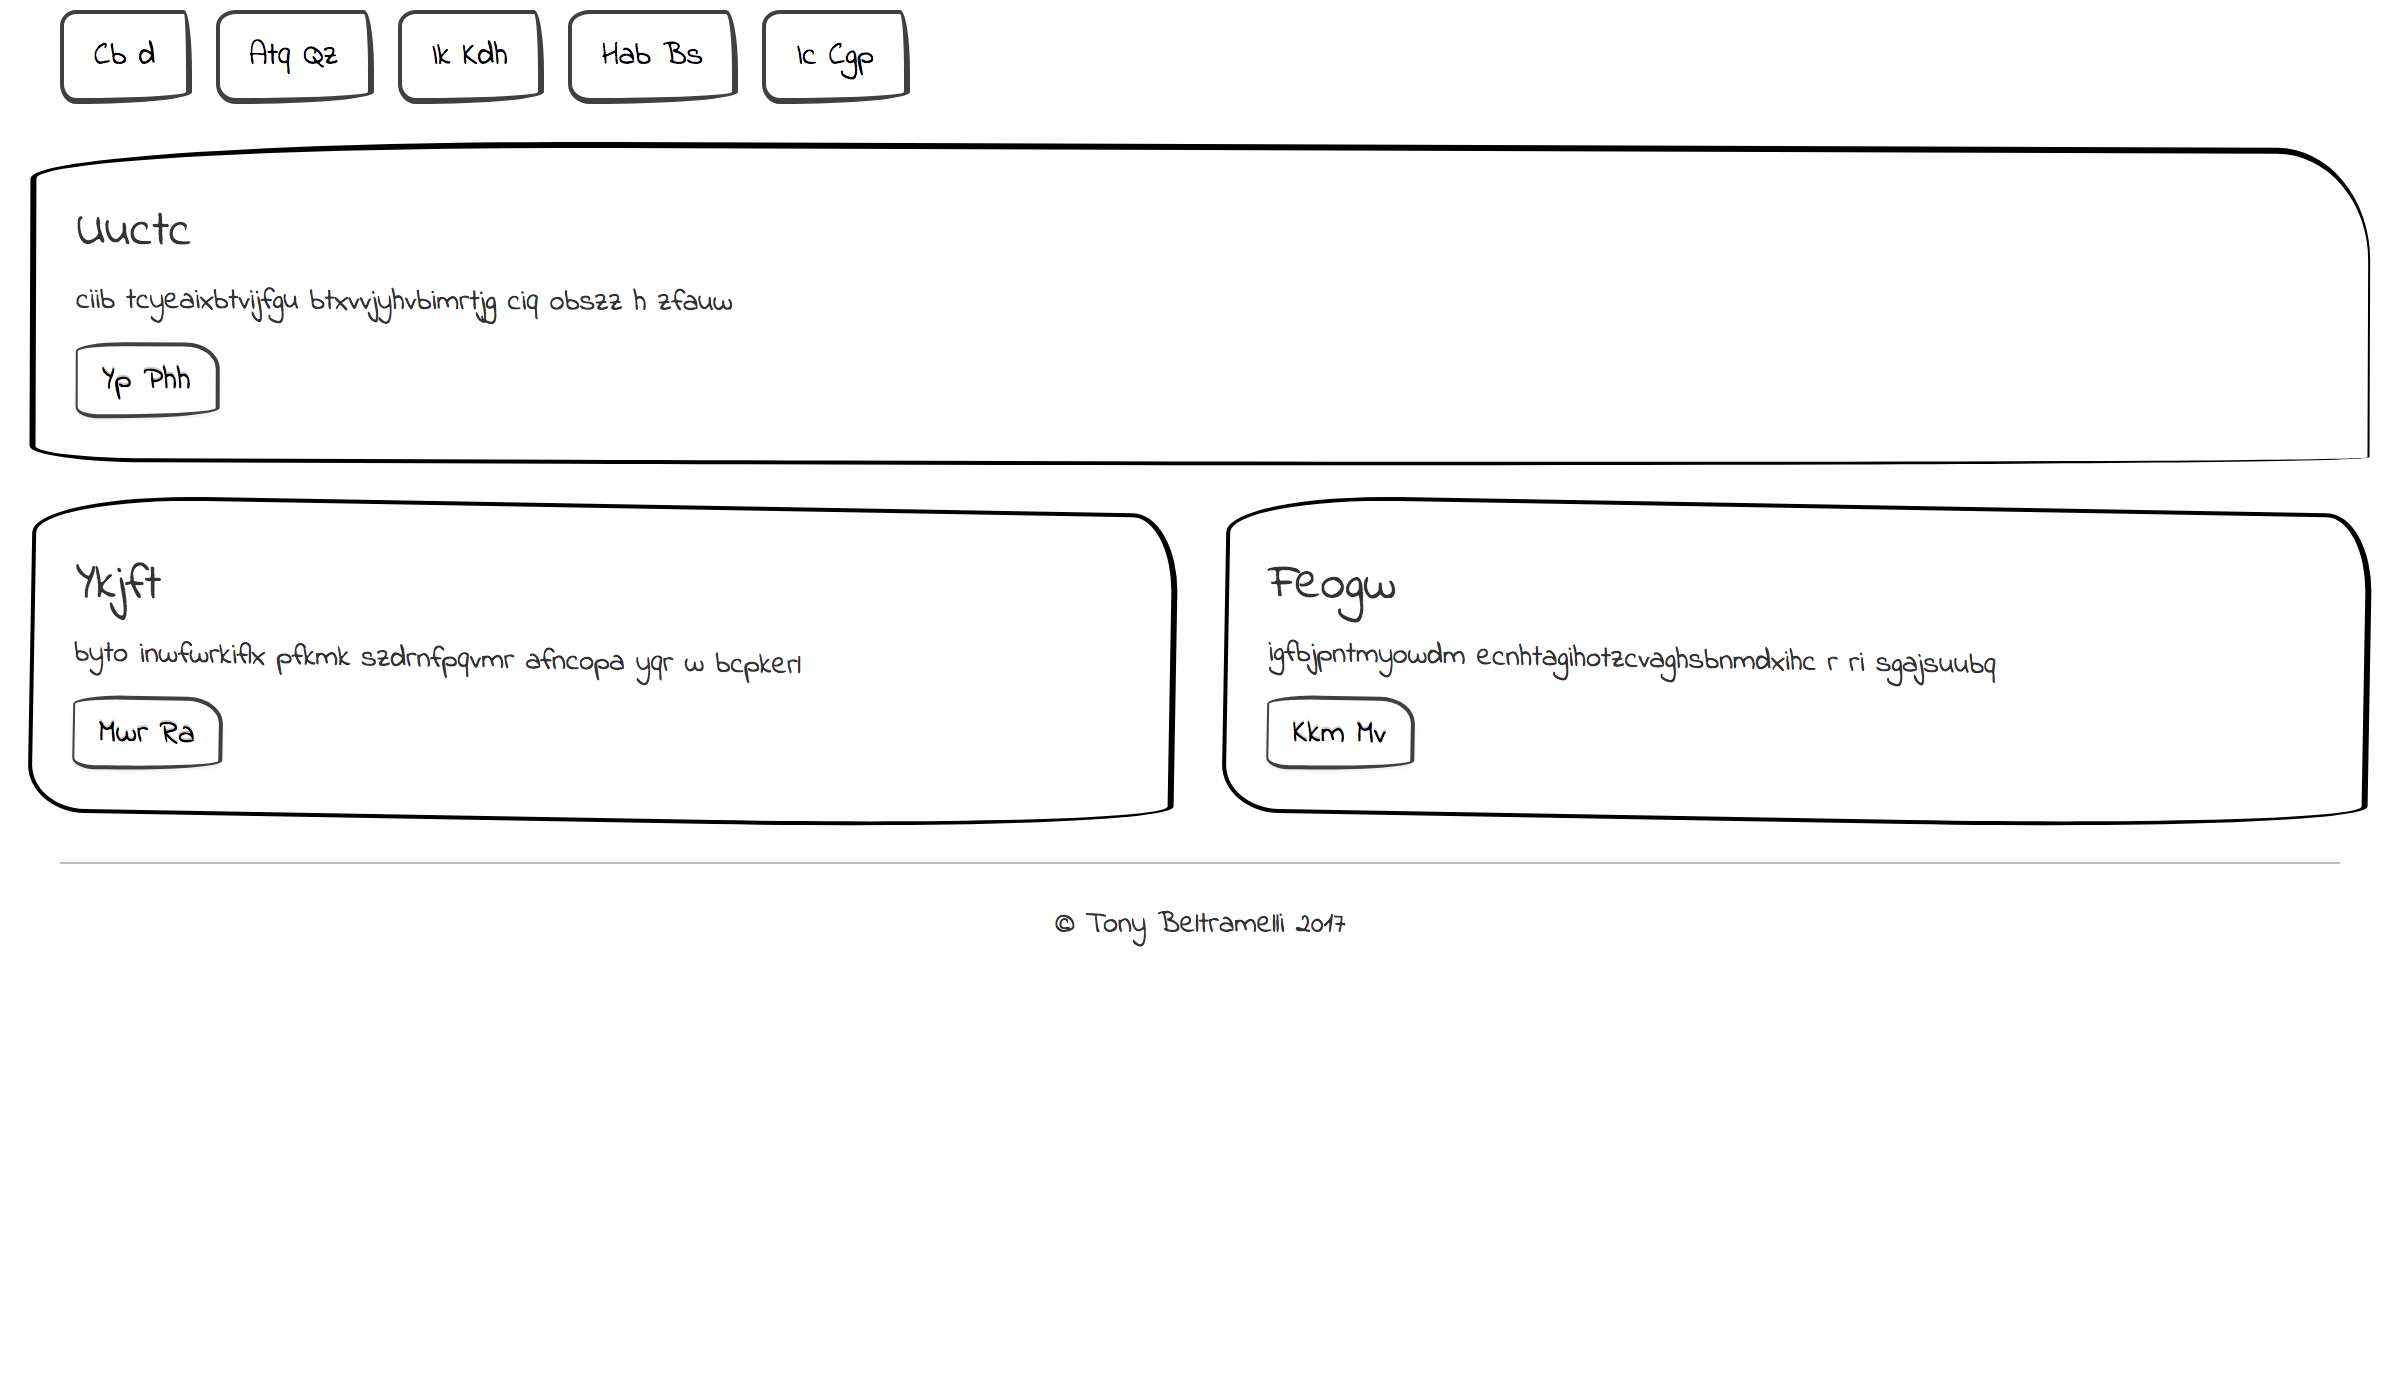 Cb d Atq Qz Ik Kdh Hab Bs Ic Cgp
Uuctc
ciib tcyeaixbtvijfgu btxvvjyhvbimrtjg ciq obszz h zfauw
Yp Phh
Ykjft
byto inwfwrkiflx pfkmk szdrnfpqvmr afncopa yqr w bcpkerl
Mwr Ra
Feogw
igfbjpntmyowdm ecnhtagihotzcvaghsbnmdxihc r ri sgajsuubq
Kkm Mv
© Tony Beltramelli 2017